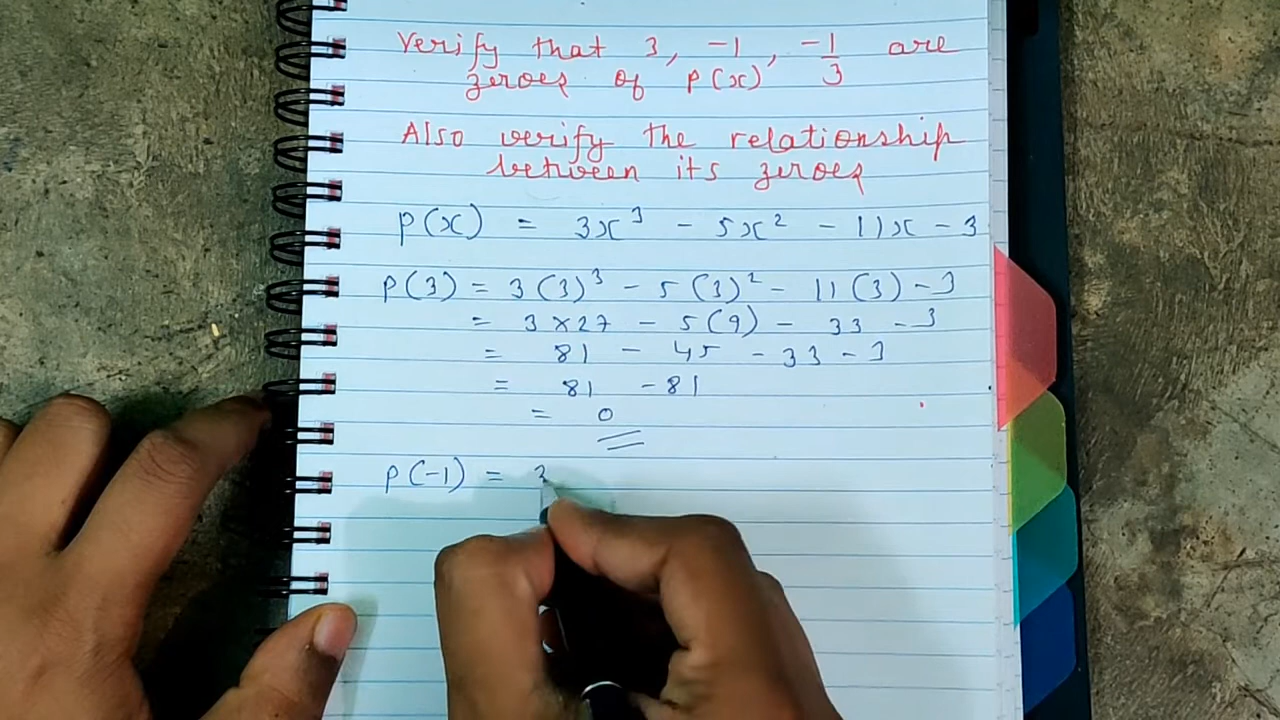 Verify that 3, -1, -1/3 are
zeroes of p(x)
Also verify the relationship
between its zeroes
p(x) = 3x³ - 5x² - 11x - 3
p(3) = 3(3)³ - 5(3)² - 11(3) - 3
= 3×27 - 5(9) - 33 - 3
= 81 - 45 - 33 - 3
= 81 - 81
= 0
p(-1) = 3